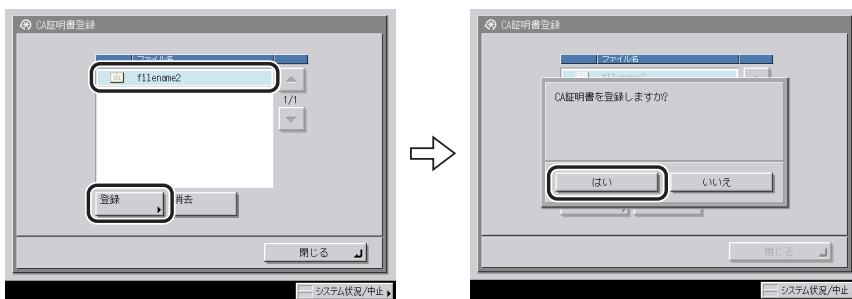 CA証明書登録
ファイル名
filename2
1/1
登録
消去
閉じる
システム状況/中止
CA証明書登録
ファイル名
CA証明書を登録しますか?
はい
いいえ
閉じる
システム状況/中止